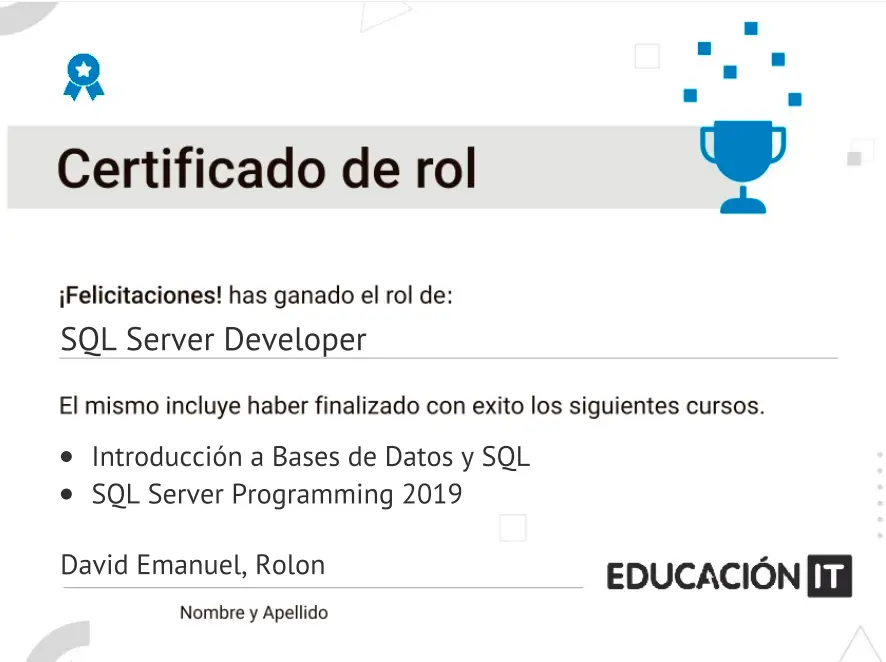 Certificado de rol
¡Felicitaciones! has ganado el rol de:
SQL Server Developer
El mismo incluye haber finalizado con exito los siguientes cursos.
• Introducción a Bases de Datos y SQL
• SQL Server Programming 2019
David Emanuel, Rolon
Nombre y Apellido
EDUCACIÓN IT